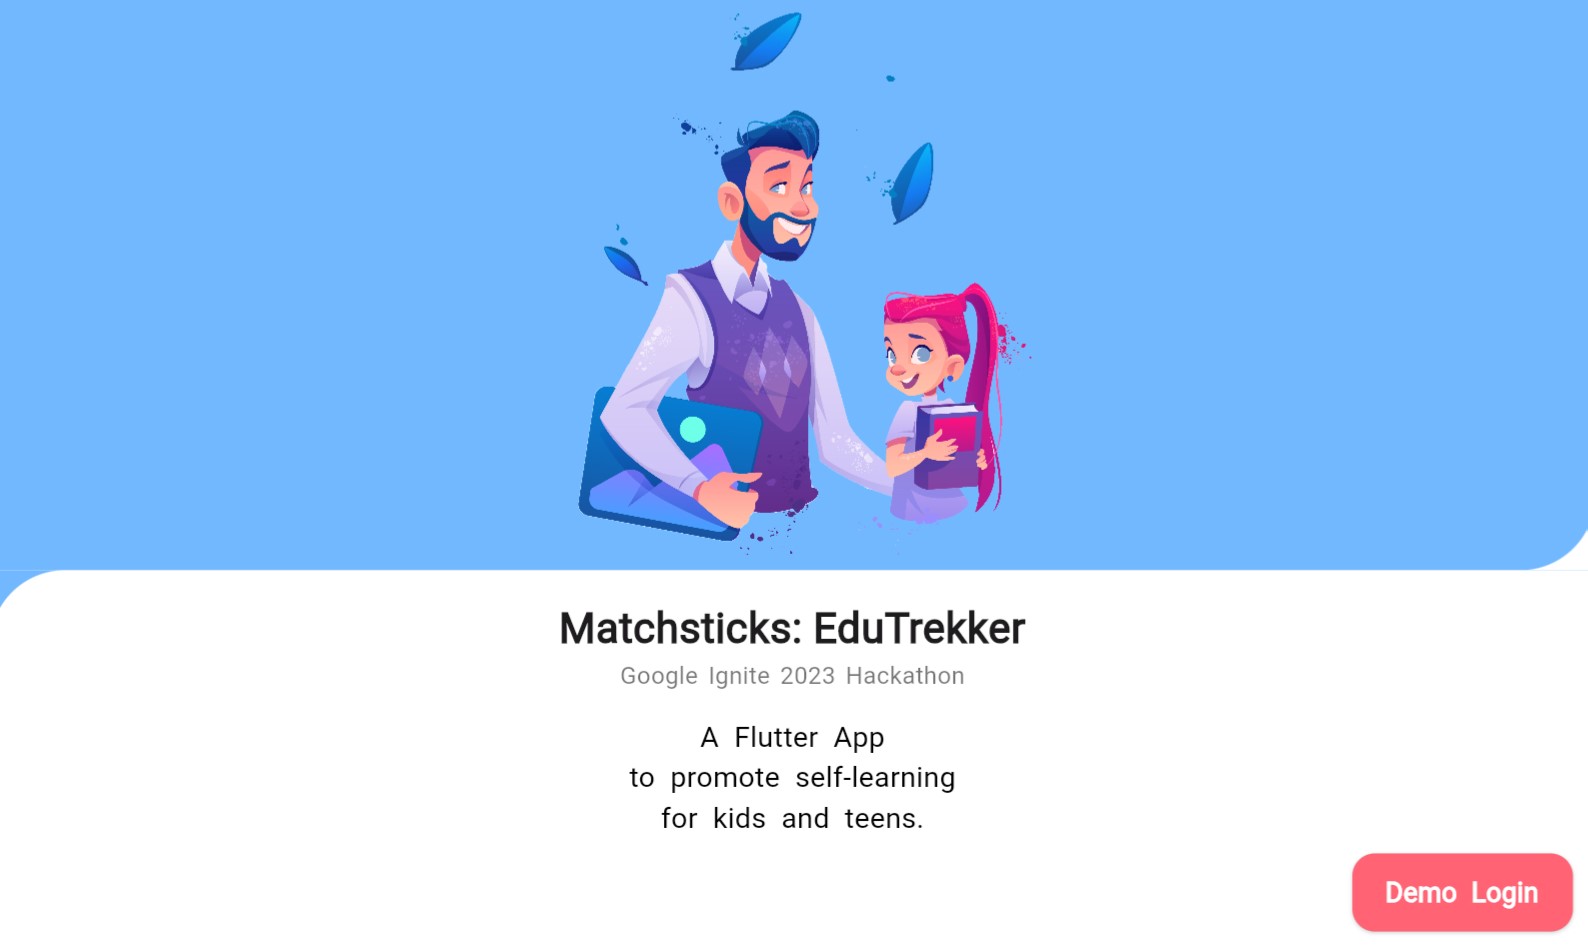 Matchsticks: EduTrekker
Google Ignite 2023 Hackathon
A Flutter App
to promote self-learning
for kids and teens.
Demo Login